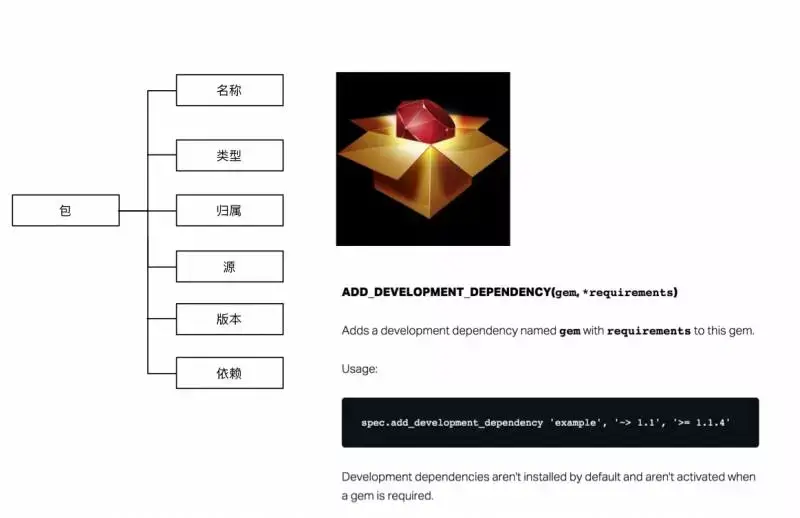 包
名称
类型
归属
源
版本
依赖
ADD_DEVELOPMENT_DEPENDENCY(gem, *requirements)
Adds a development dependency named gem with requirements to this gem.
Usage:
spec.add_development_dependency 'example', '~> 1.1', '>= 1.1.4'
Development dependencies aren't installed by default and aren't activated when
a gem is required.